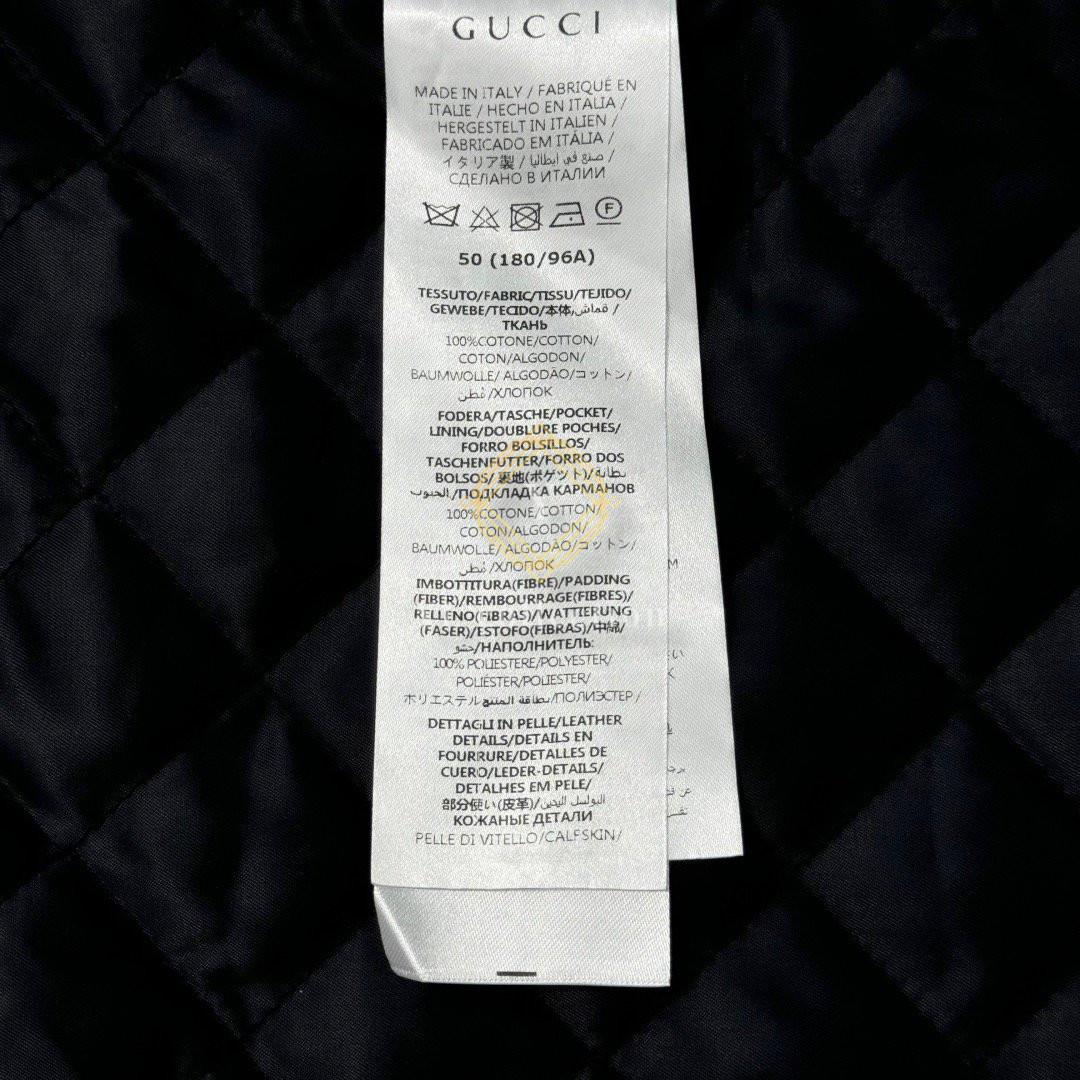 GUCCI
MADE IN ITALY / FABRIQUÉ EN
ITALIE / HECHO EN ITALIA /
HERGESTELT IN ITALIEN /
FABRICADO EM ITÁLIA /
イタリア製 / صنع في إيطاليا /
СДЕЛАНО В ИТАЛИИ
F
50 (180/96A)
TESSUTO/FABRIC/TISSU/TEJIDO/
GEWEBE/TECIDO/本体,قماش /
ТКАНЬ
100%COTONE/COTTON/
COTON/ALGODON/
BAUMWOLLE/ ALGODÃO/コットン/
قطن/ХЛОПОК
FODERA/TASCHE/POCKET/
LINING/DOUBLURE POCHES/
FORRO BOLSILLOS/
TASCHENFUTTER/FORRO DOS
BOLSOS/ 裏地(ポゲット)/بطانة
الجيوب/ПОДКЛАДКА КАРМАНОВ
100%COTONE/COTTON/
COTON/ALGODON/
BAUMWOLLE/ ALGODÃO/コットン/
قطن/ХЛОПОК
IMBOTTITURA(FIBRE)/PADDING
(FIBER)/REMBOURRAGE(FIBRES)/
RELLENO(FIBRAS)/WATTIERUNG
(FASER)/ESTOFO(FIBRAS)/中綿/
حشو/НАПОЛНИТЕЛЬ:
100% POLIESTERE/POLYESTER/
POLIÉSTER/POLIESTER/
ホリエステル بطاقة المنتج/ПОЛИЭСТЕР /
DETTAGLI IN PELLE/LEATHER
DETAILS/DETAILS EN
FOURRURE/DETALLES DE
CUERO/LEDER-DETAILS/
DETALHES EM PELE/
部分使い(皮革)/
КОЖАНЫЕ ДЕТАЛИ
PELLE DI VITELLO/CALFSKIN/
M